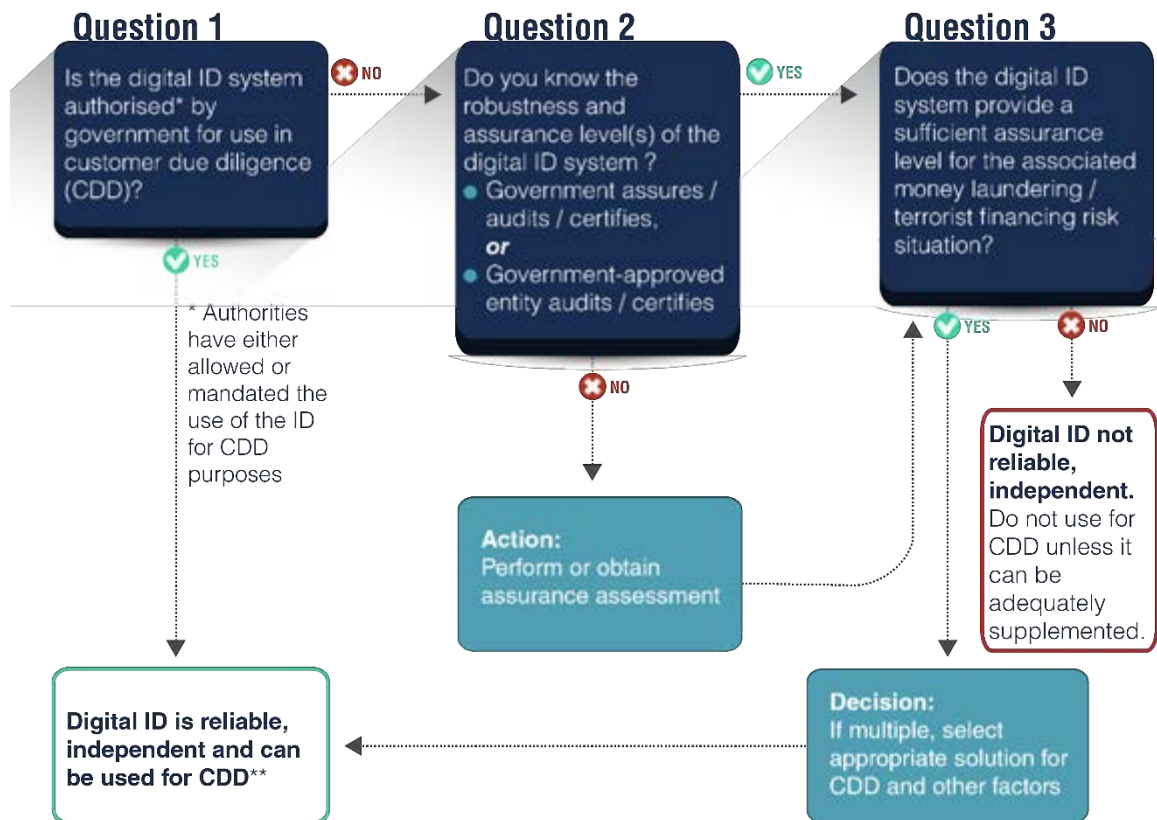 Question 1
Is the digital ID system
authorised* by
government for use in
customer due diligence
(CDD)?
NO
YES
* Authorities
have either
allowed or
mandated the
use of the ID
for CDD
purposes
Question 2
Do you know the
robustness and
assurance level(s) of the
digital ID system ?
● Government assures /
audits / certifies,
or
● Government-approved
entity audits / certifies
YES
NO
Action:
Perform or obtain
assurance assessment
Question 3
Does the digital ID
system provide a
sufficient assurance
level for the associated
money laundering /
terrorist financing risk
situation?
YES
NO
Digital ID not
reliable,
independent.
Do not use for
CDD unless it
can be
adequately
supplemented.
Decision:
If multiple, select
appropriate solution for
CDD and other factors
Digital ID is reliable,
independent and can
be used for CDD**